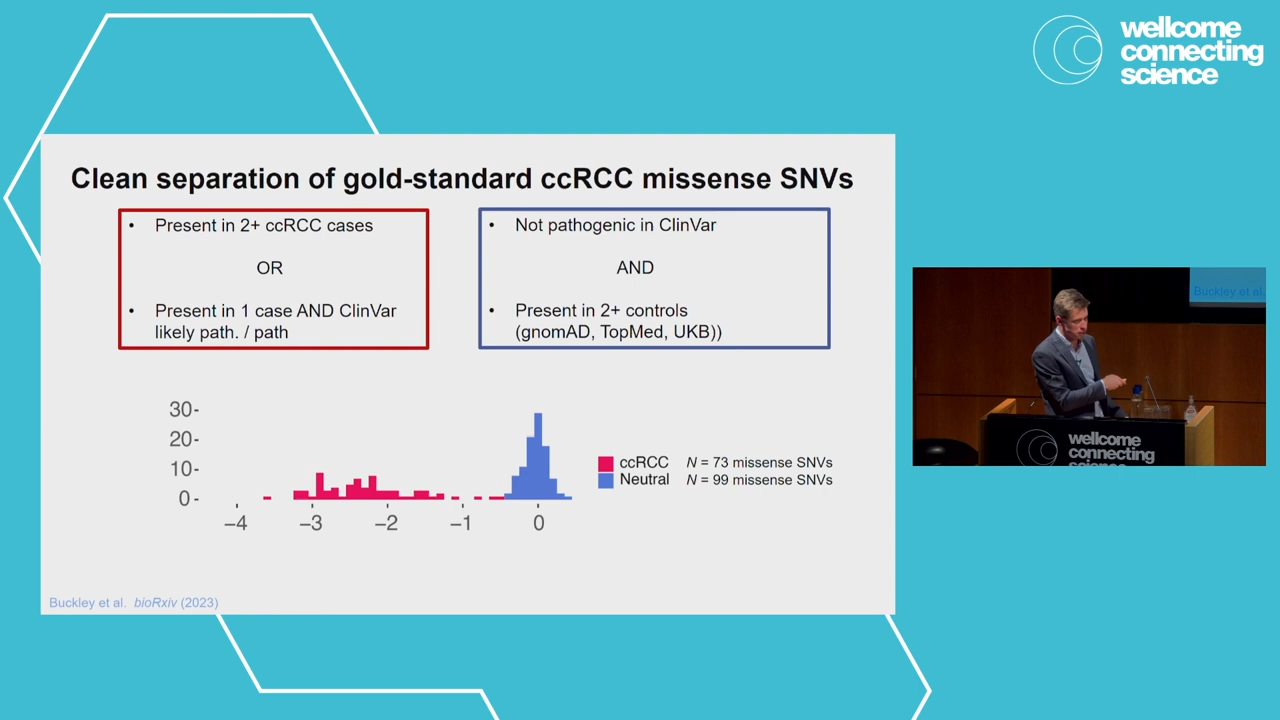 wellcome
connecting
science
Clean separation of gold-standard ccRCC missense SNVs
• Present in 2+ ccRCC cases
OR
• Present in 1 case AND ClinVar
likely path. / path
• Not pathogenic in ClinVar
AND
• Present in 2+ controls
(gnomAD, TopMed, UKB))
30-
20-
10-
0-
−4
−3
−2
−1
0
ccRCC N = 73 missense SNVs
Neutral N = 99 missense SNVs
Buckley et al. bioRxiv (2023)
Buckley et al.
wellcome
connecting
science